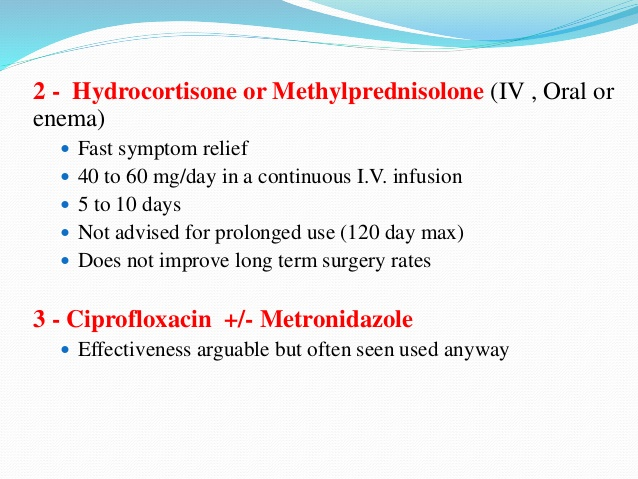 2 - Hydrocortisone or Methylprednisolone (IV , Oral or
enema)
• Fast symptom relief
• 40 to 60 mg/day in a continuous I.V. infusion
• 5 to 10 days
• Not advised for prolonged use (120 day max)
• Does not improve long term surgery rates
3 - Ciprofloxacin +/- Metronidazole
• Effectiveness arguable but often seen used anyway